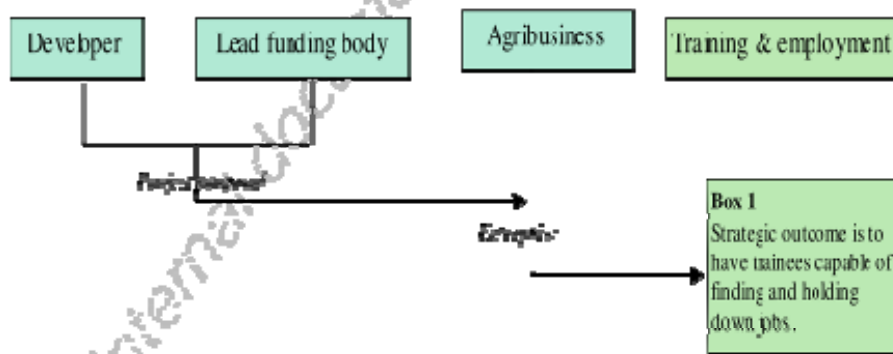 Developer
Lead funding body
Agribusiness
Training & employment
Box 1
Strategic outcome is to
have trainees capable of
finding and holding
down jobs.